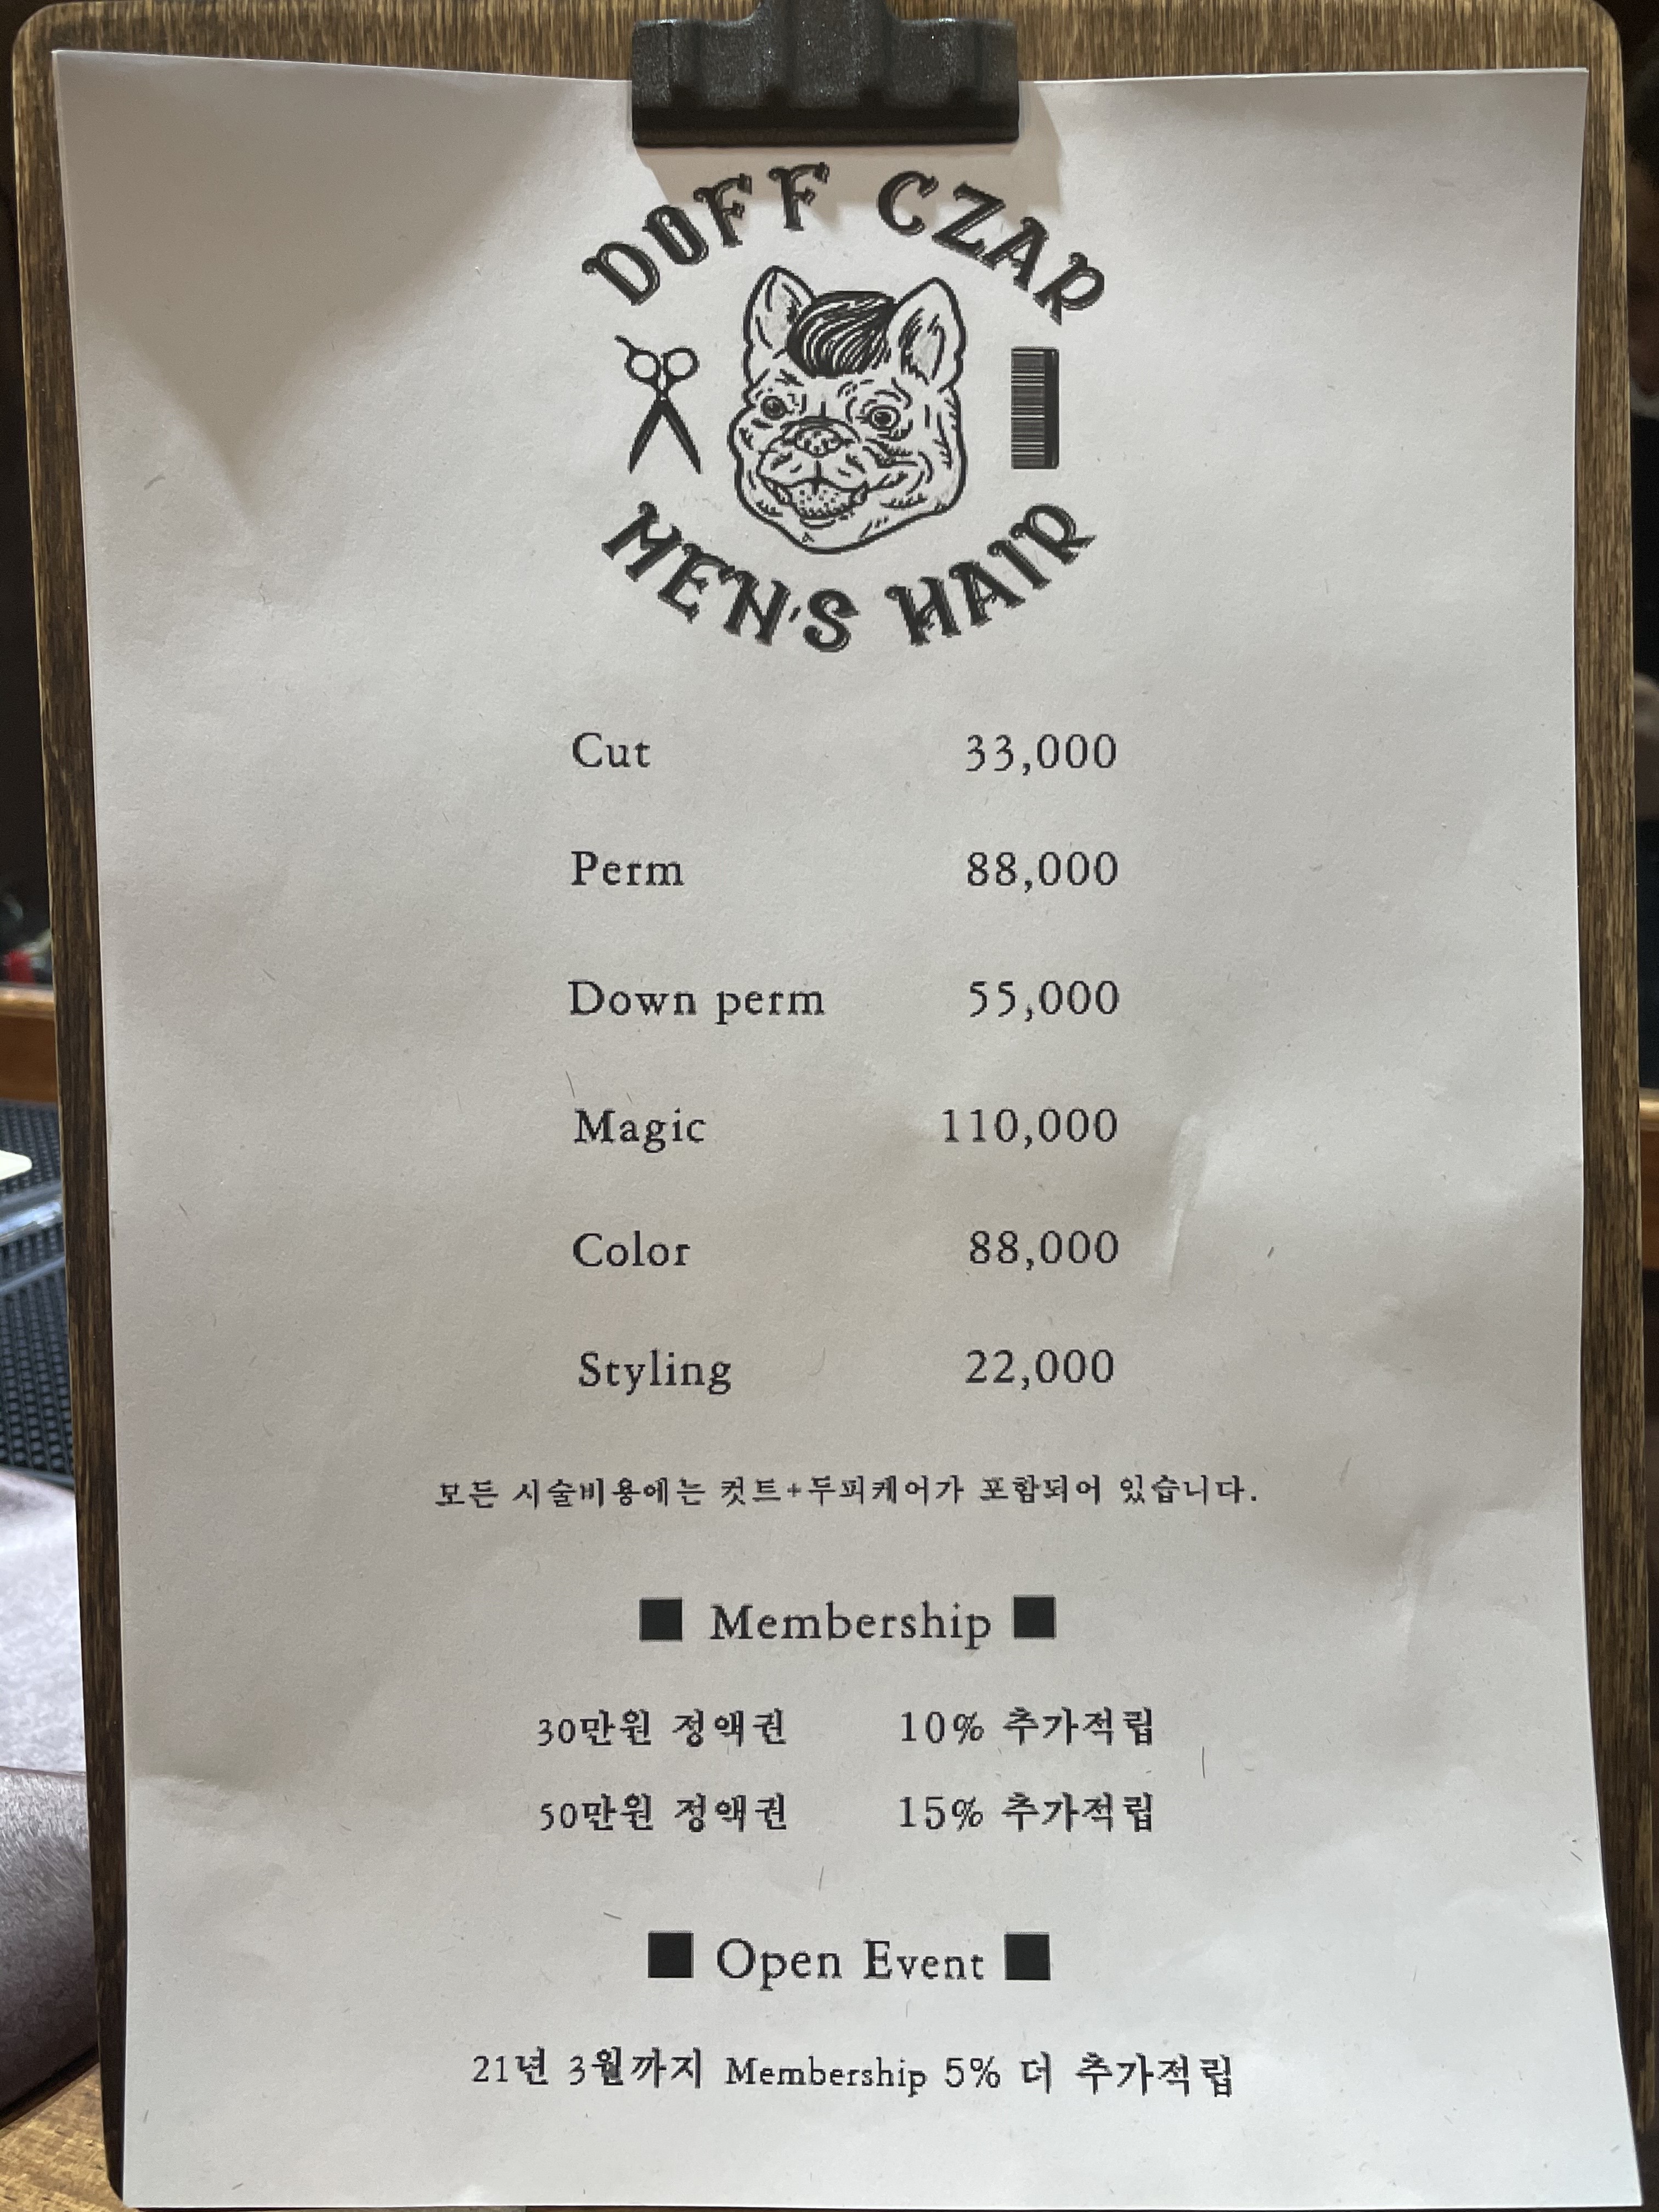 DOFF CZAR
MEN'S HAIR
Cut 33,000
Perm 88,000
Down perm 55,000
Magic 110,000
Color 88,000
Styling 22,000
모든 시술비용에는 컷트+두피케어가 포함되어 있습니다.
■ Membership ■
30만원 정액권 10% 추가적립
50만원 정액권 15% 추가적립
■ Open Event ■
21년 3월까지 Membership 5% 더 추가적립